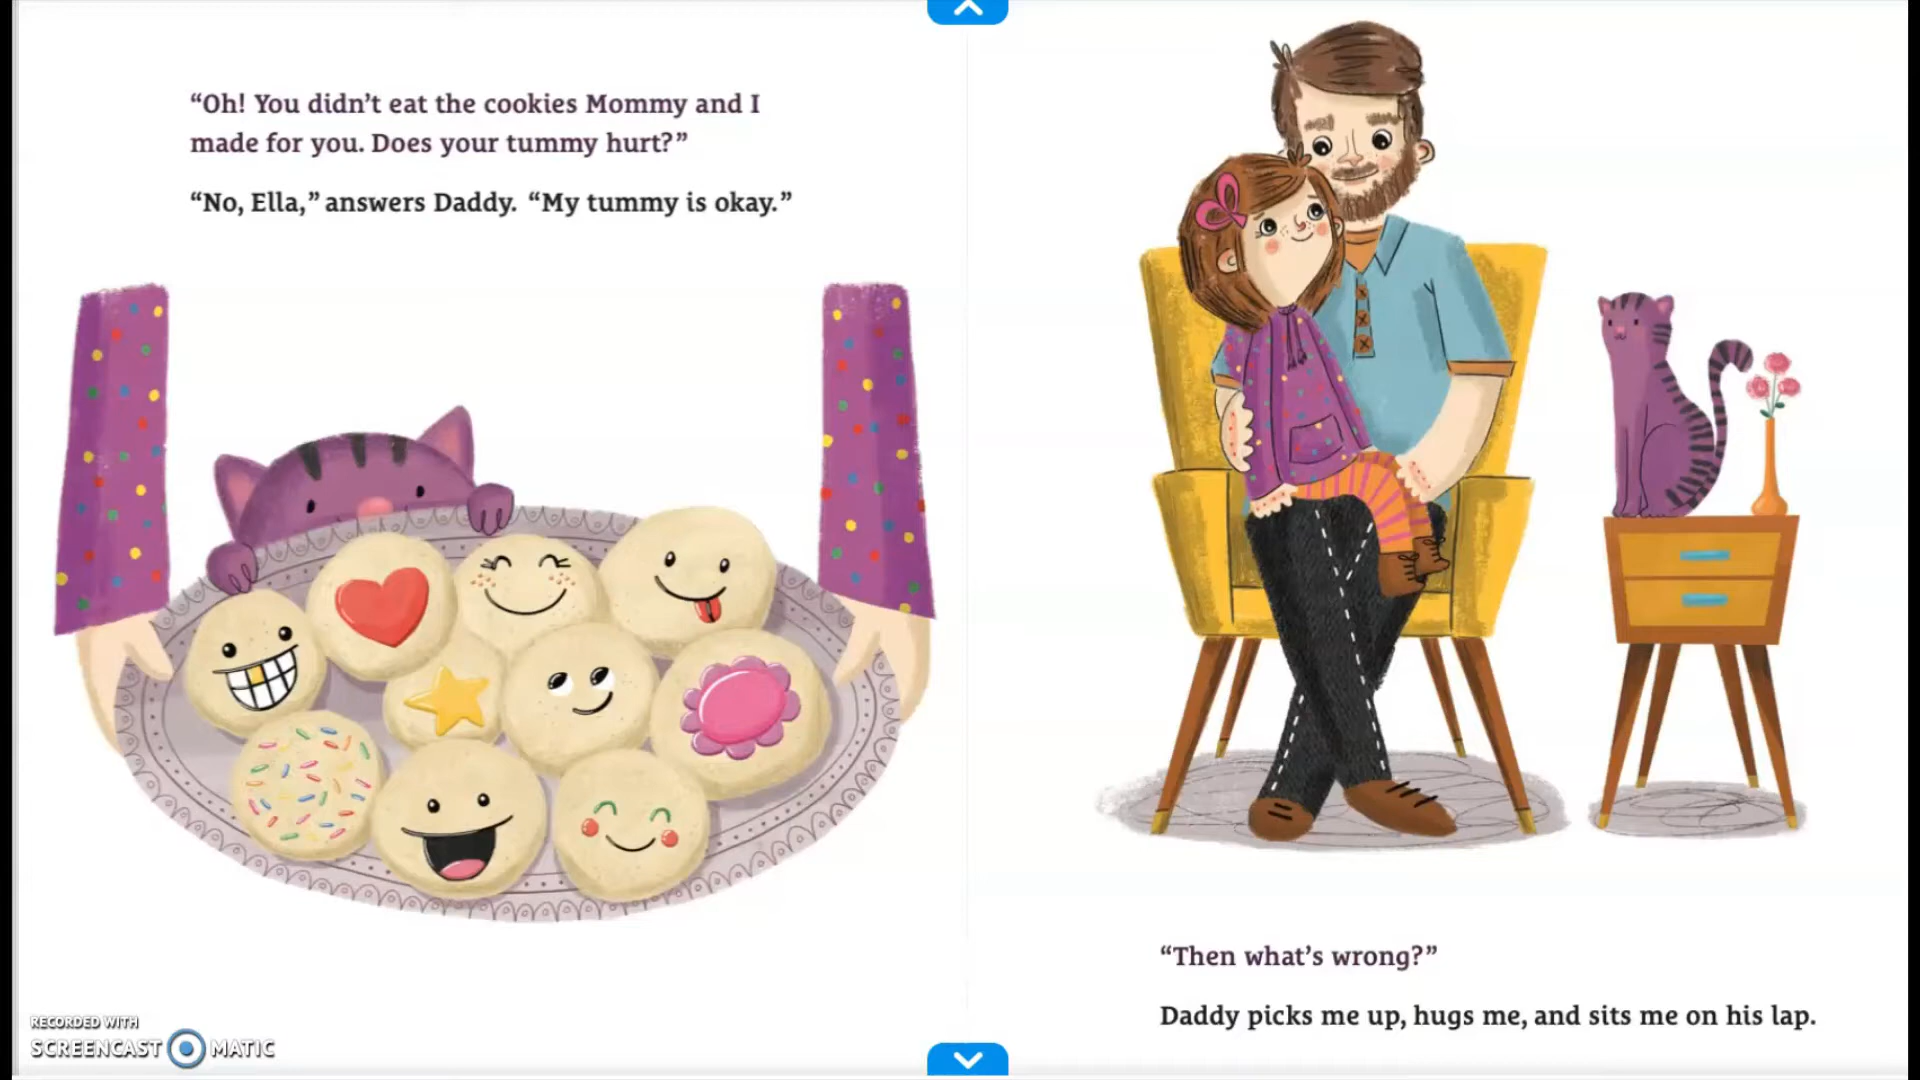 “Oh! You didn’t eat the cookies Mommy and I
made for you. Does your tummy hurt?”
“No, Ella,” answers Daddy. “My tummy is okay.”
“Then what’s wrong?”
Daddy picks me up, hugs me, and sits me on his lap.
RECORDED WITH
SCREENCAST MATIC